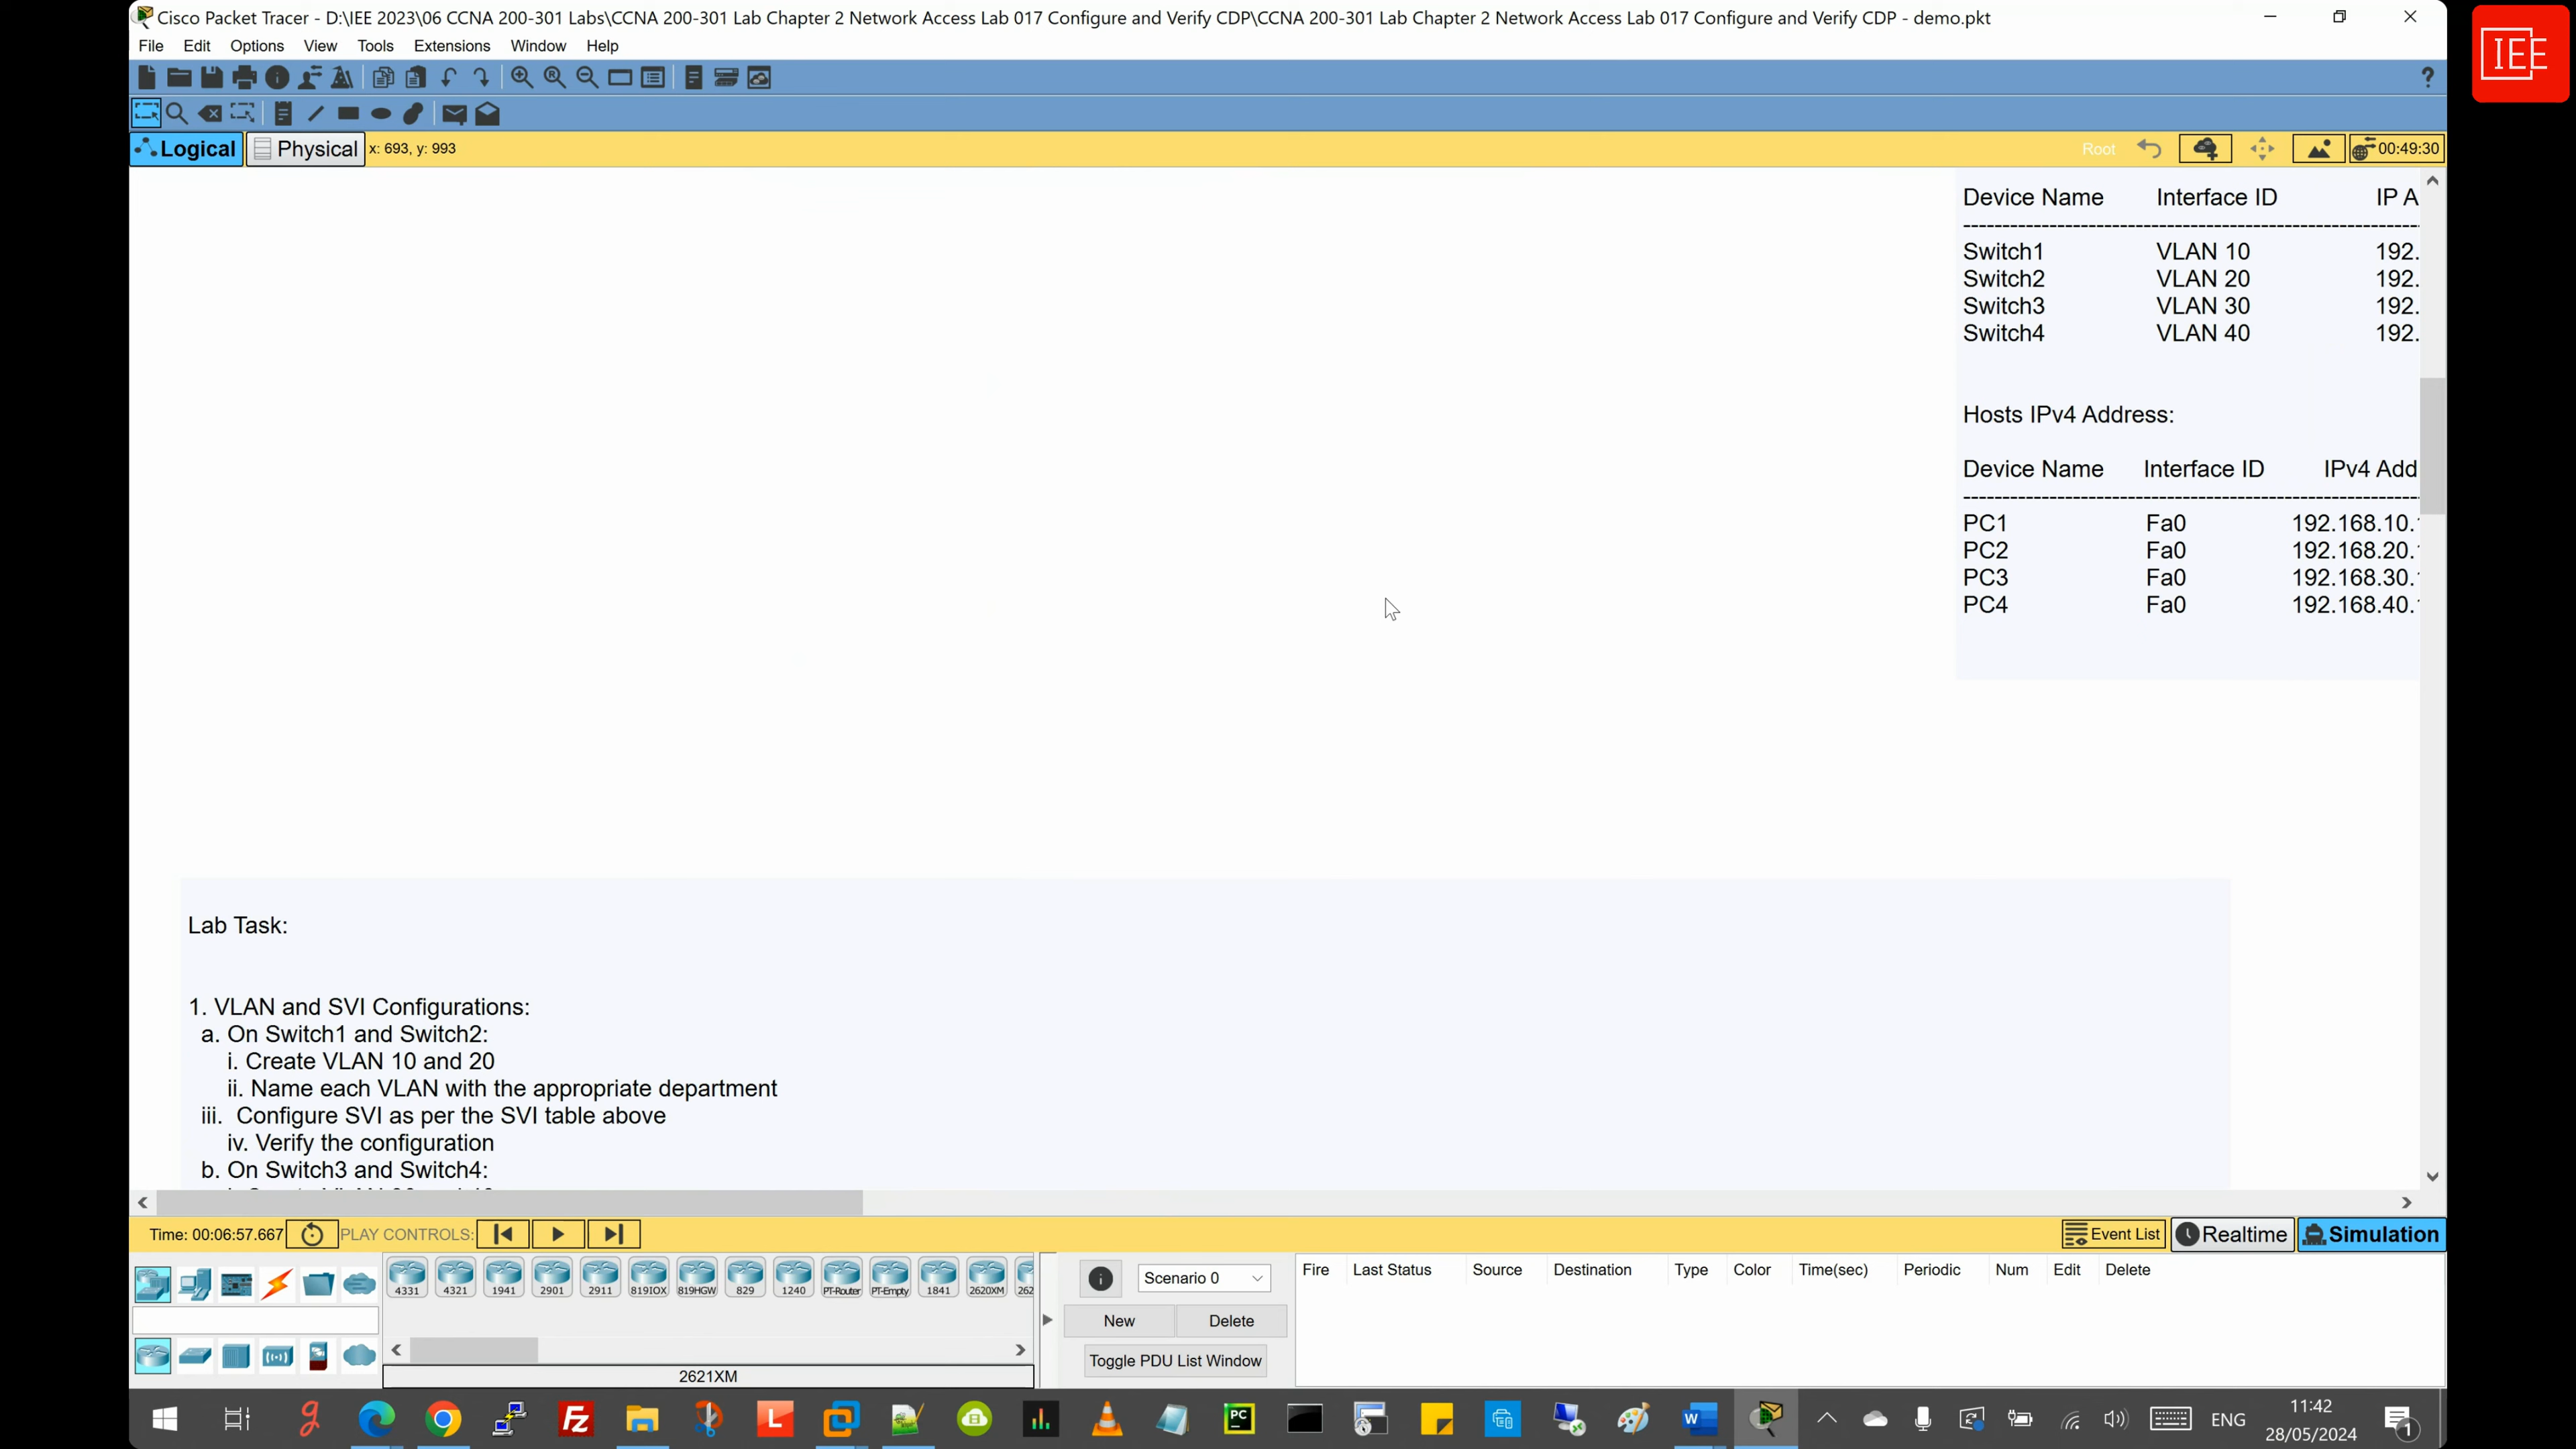 Cisco Packet Tracer - D:\IEE 2023\06 CCNA 200-301 Labs\CCNA 200-301 Lab Chapter 2 Network Access Lab 017 Configure and Verify CDP\CCNA 200-301 Lab Chapter 2 Network Access Lab 017 Configure and Verify CDP - demo.pkt
IEE
File Edit Options View Tools Extensions Window Help
Logical Physical x: 693, y: 993 Root 00:49:30
Device Name Interface ID IP A
Switch1 VLAN 10 192.
Switch2 VLAN 20 192.
Switch3 VLAN 30 192.
Switch4 VLAN 40 192.
Hosts IPv4 Address:
Device Name Interface ID IPv4 Add
PC1 Fa0 192.168.10.
PC2 Fa0 192.168.20.
PC3 Fa0 192.168.30.
PC4 Fa0 192.168.40.
Lab Task:
1. VLAN and SVI Configurations:
a. On Switch1 and Switch2:
i. Create VLAN 10 and 20
ii. Name each VLAN with the appropriate department
iii. Configure SVI as per the SVI table above
iv. Verify the configuration
b. On Switch3 and Switch4:
Time: 00:06:57.667 PLAY CONTROLS: Event List Realtime Simulation
4331 4321 1941 2901 2911 819IOX 819HGW 829 1240 PT-Router PT-Empty 1841 2620XM 262
2621XM
Scenario 0
New Delete
Toggle PDU List Window
Fire Last Status Source Destination Type Color Time(sec) Periodic Num Edit Delete
ENG
11:42
28/05/2024
1